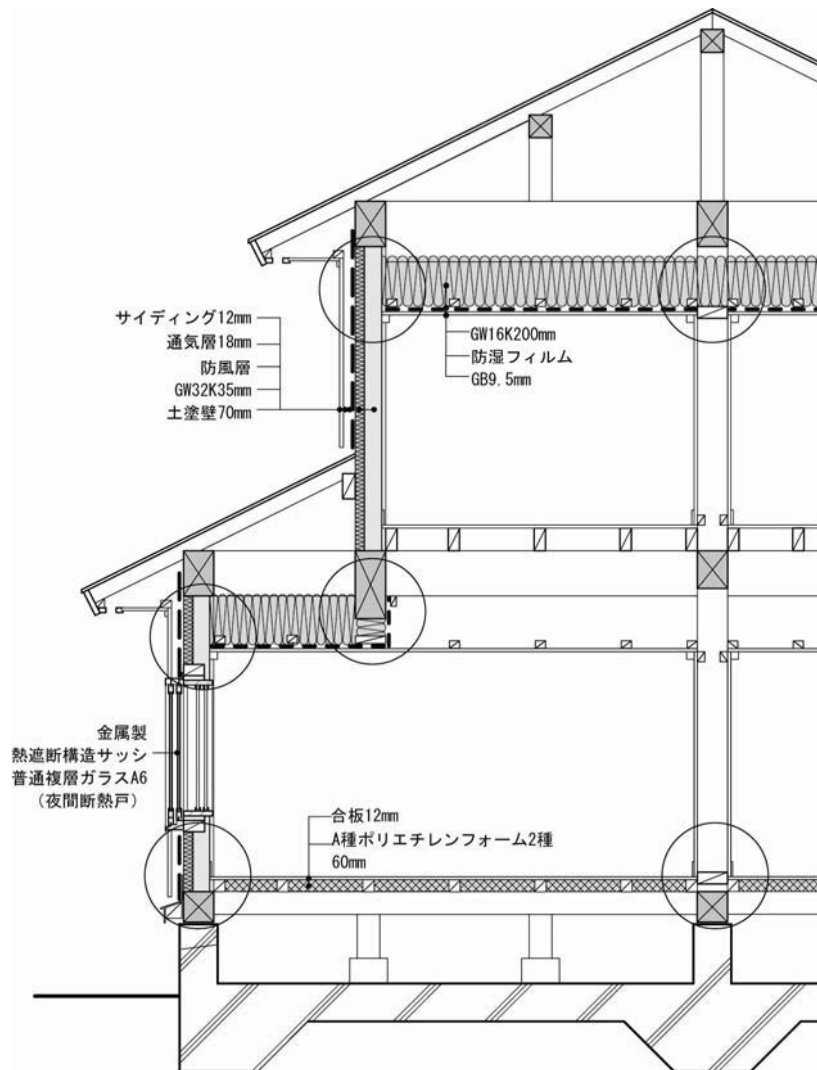 サイディング12mm
通気層18mm
防風層
GW32K35mm
土塗壁70mm
GW16K200mm
防湿フィルム
GB9.5mm
金属製
熱遮断構造サッシ
普通複層ガラスA6
（夜間断熱戸）
合板12mm
A種ポリエチレンフォーム2種
60mm